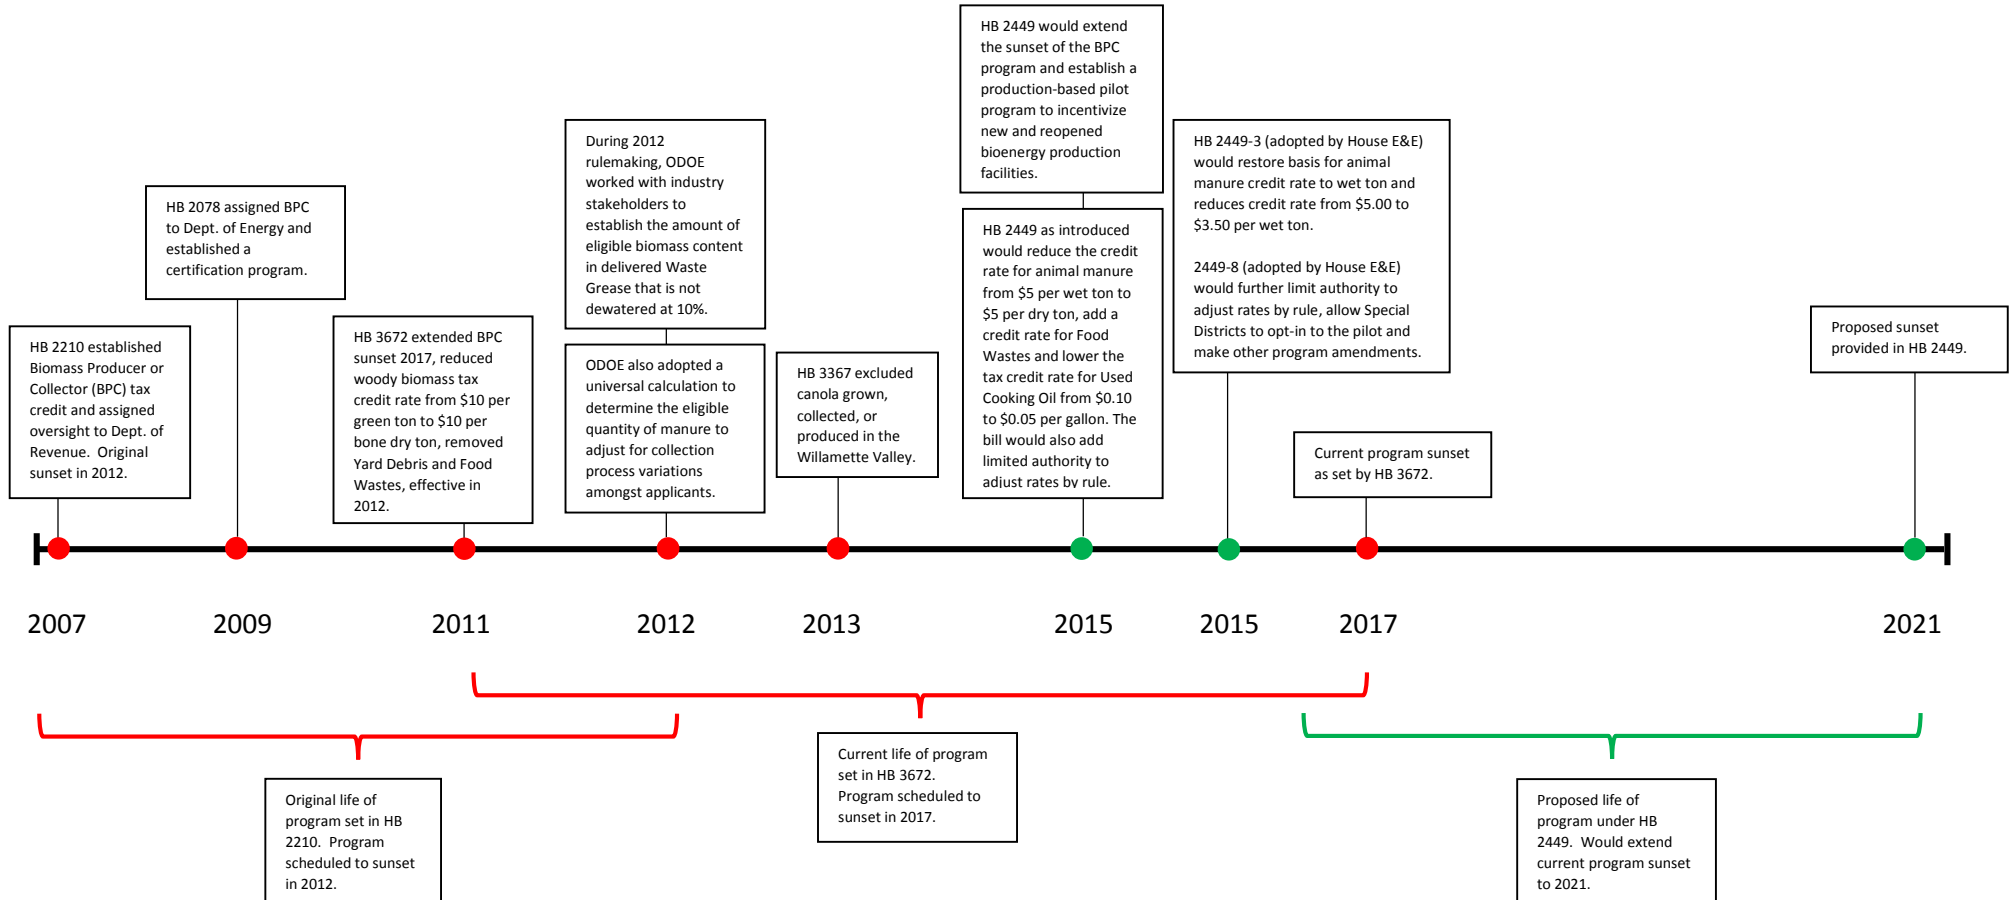 HB 2210 established
Biomass Producer or
Collector (BPC) tax
credit and assigned
oversight to Dept. of
Revenue.  Original
sunset in 2012.
HB 2078 assigned BPC
to Dept. of Energy and
established a
certification program.
HB 3672 extended BPC
sunset 2017, reduced
woody biomass tax
credit rate from $10 per
green ton to $10 per
bone dry ton, removed
Yard Debris and Food
Wastes, effective in
2012.
During 2012
rulemaking, ODOE
worked with industry
stakeholders to
establish the amount of
eligible biomass content
in delivered Waste
Grease that is not
dewatered at 10%.
ODOE also adopted a
universal calculation to
determine the eligible
quantity of manure to
adjust for collection
process variations
amongst applicants.
HB 3367 excluded
canola grown,
collected, or
produced in the
Willamette Valley.
HB 2449 would extend
the sunset of the BPC
program and establish a
production-based pilot
program to incentivize
new and reopened
bioenergy production
facilities.
HB 2449 as introduced
would reduce the credit
rate for animal manure
from $5 per wet ton to
$5 per dry ton, add a
credit rate for Food
Wastes and lower the
tax credit rate for Used
Cooking Oil from $0.10
to $0.05 per gallon. The
bill would also add
limited authority to
adjust rates by rule.
HB 2449-3 (adopted by House E&E)
would restore basis for animal
manure credit rate to wet ton and
reduces credit rate from $5.00 to
$3.50 per wet ton.
2449-8 (adopted by House E&E)
would further limit authority to
adjust rates by rule, allow Special
Districts to opt-in to the pilot and
make other program amendments.
Current program sunset
as set by HB 3672.
Proposed sunset
provided in HB 2449.
2007
2009
2011
2012
2013
2015
2015
2017
2021
Original life of
program set in HB
2210.  Program
scheduled to sunset
in 2012.
Current life of program
set in HB 3672.
Program scheduled to
sunset in 2017.
Proposed life of
program under HB
2449.  Would extend
current program sunset
to 2021.